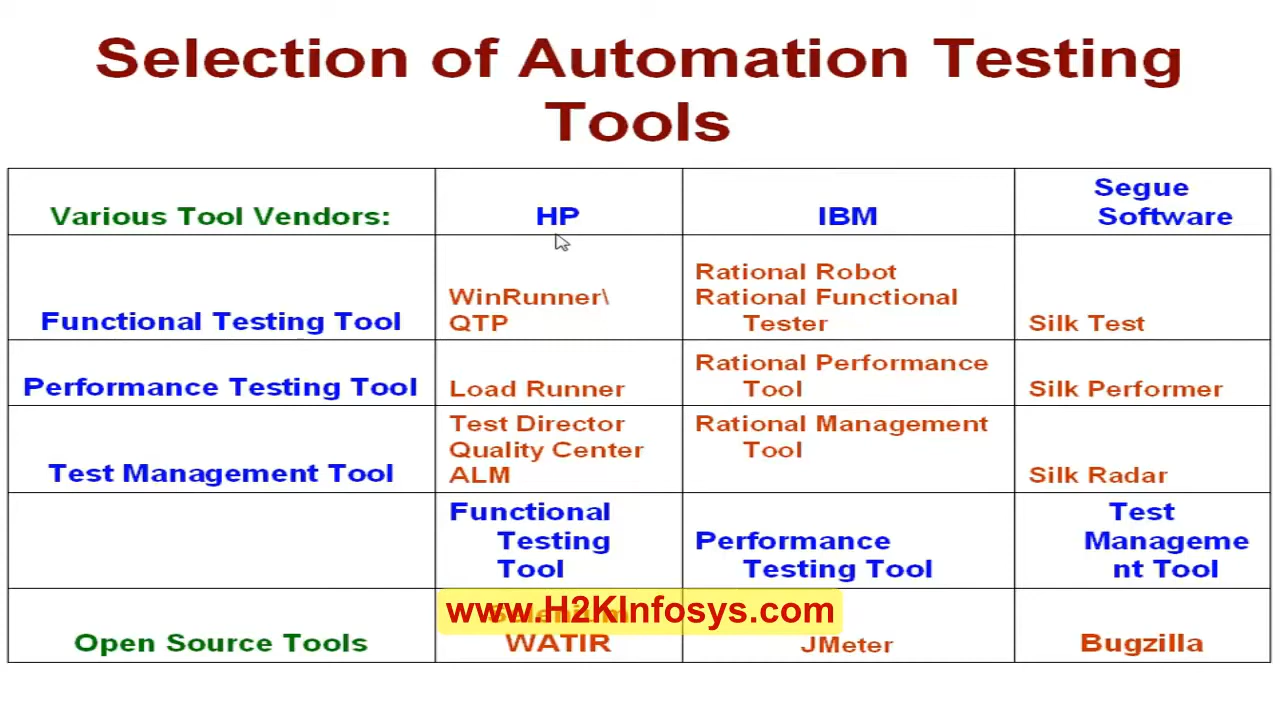 Selection of Automation Testing
Tools
Various Tool Vendors:
HP
IBM
Segue
Software
Functional Testing Tool
WinRunner\
QTP
Rational Robot
Rational Functional
Tester
Silk Test
Performance Testing Tool
Load Runner
Rational Performance
Tool
Silk Performer
Test Management Tool
Test Director
Quality Center
ALM
Rational Management
Tool
Silk Radar
Functional
Testing
Tool
Performance
Testing Tool
Test
Manageme
nt Tool
Open Source Tools
Selenium
WATIR
JMeter
Bugzilla
www.H2KInfosys.com